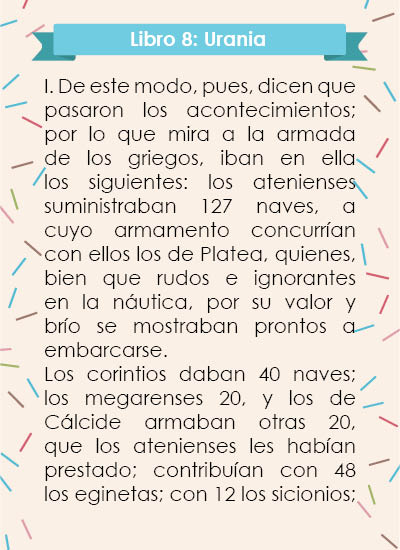 Libro 8: Urania
I. De este modo, pues, dicen que
pasaron los acontecimientos;
por lo que mira a la armada
de los griegos, iban en ella
los siguientes: los atenienses
suministraban 127 naves, a
cuyo armamento concurrían
con ellos los de Platea, quienes,
bien que rudos e ignorantes
en la náutica, por su valor y
brío se mostraban prontos a
embarcarse.
Los corintios daban 40 naves;
los megarenses 20, y los de
Cálcide armaban otras 20,
que los atenienses les habían
prestado; contribuían con 48
los eginetas; con 12 los sicionios;